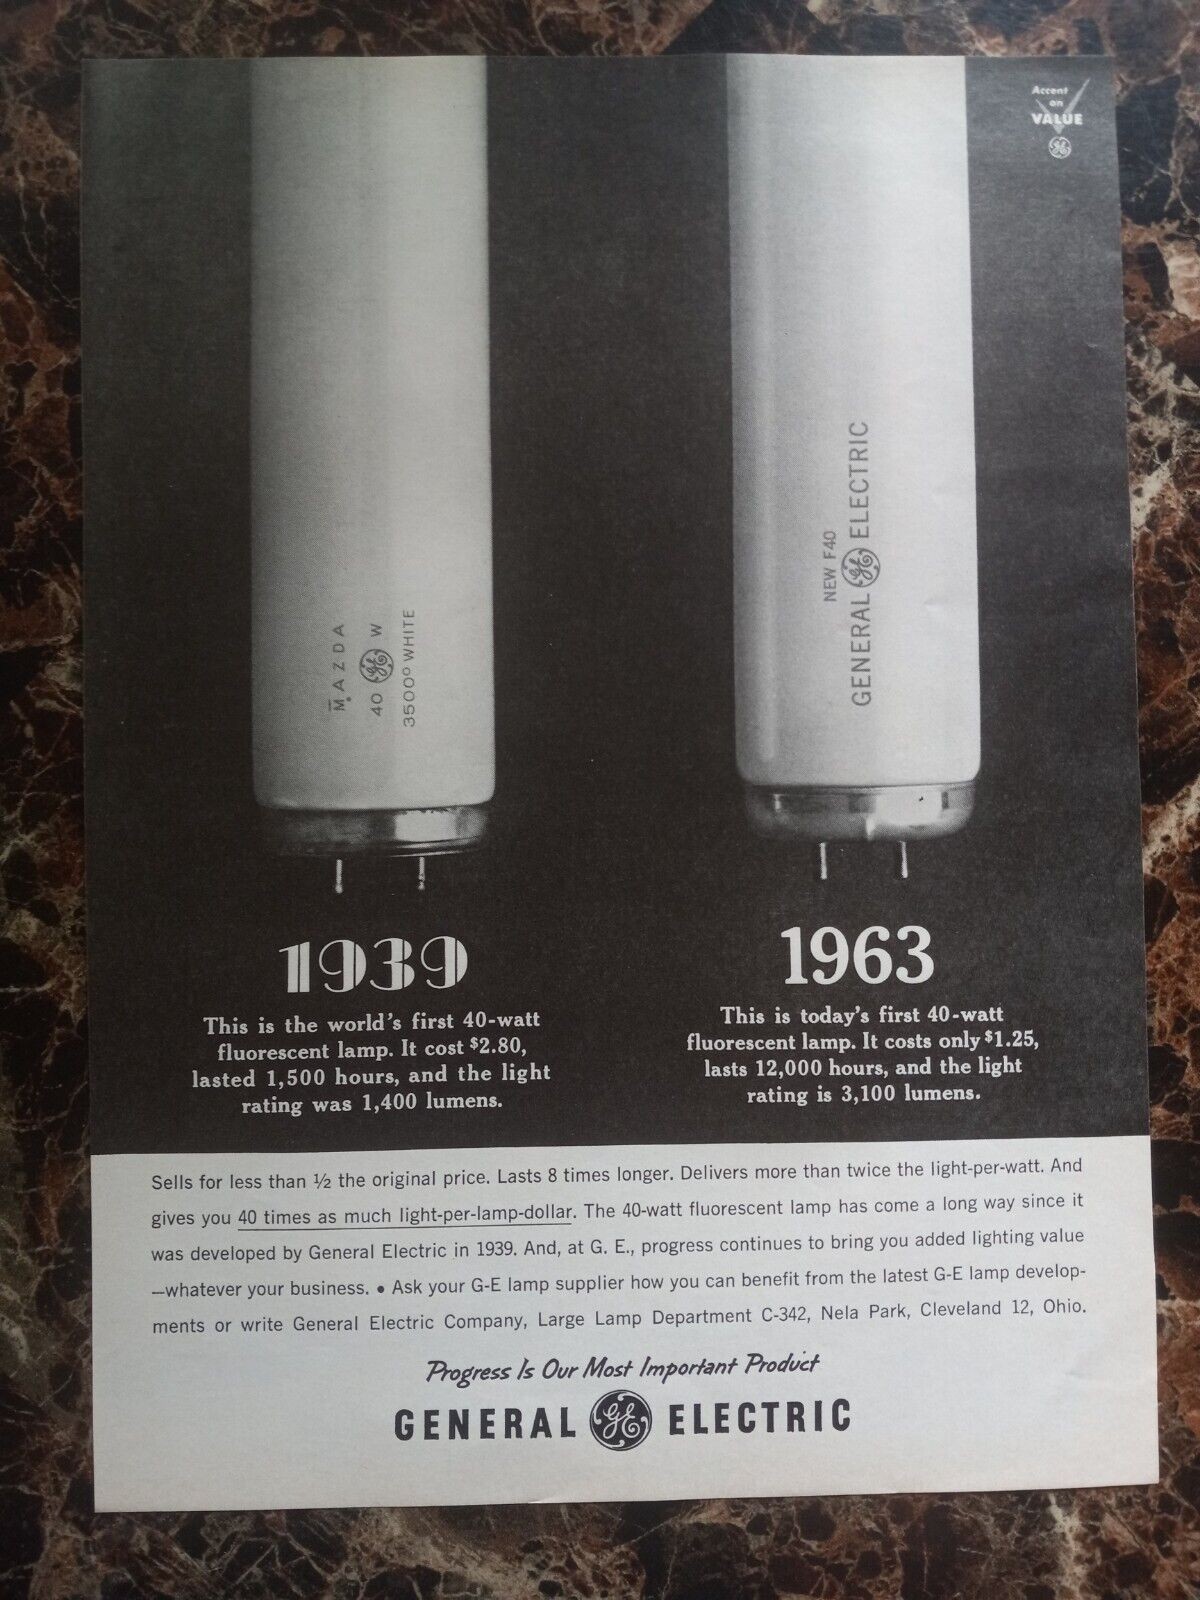 Accent
on
VALUE
GE
MAZDA
40 GE W
3500° WHITE
NEW F40
GENERAL GE ELECTRIC
1939
This is the world's first 40-watt
fluorescent lamp. It cost $2.80,
lasted 1,500 hours, and the light
rating was 1,400 lumens.
1963
This is today's first 40-watt
fluorescent lamp. It costs only $1.25,
lasts 12,000 hours, and the light
rating is 3,100 lumens.
Sells for less than ½ the original price. Lasts 8 times longer. Delivers more than twice the light-per-watt. And
gives you 40 times as much light-per-lamp-dollar. The 40-watt fluorescent lamp has come a long way since it
was developed by General Electric in 1939. And, at G. E., progress continues to bring you added lighting value
—whatever your business. • Ask your G-E lamp supplier how you can benefit from the latest G-E lamp develop-
ments or write General Electric Company, Large Lamp Department C-342, Nela Park, Cleveland 12, Ohio.
Progress Is Our Most Important Product
GENERAL GE ELECTRIC